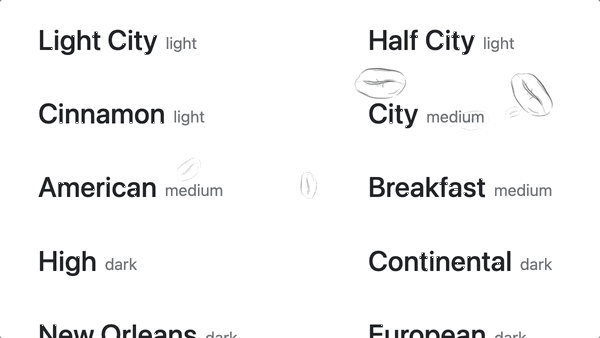 Light City light
Half City light
Cinnamon light
City medium
American medium
Breakfast medium
High dark
Continental dark
New Orleans dark
European dark